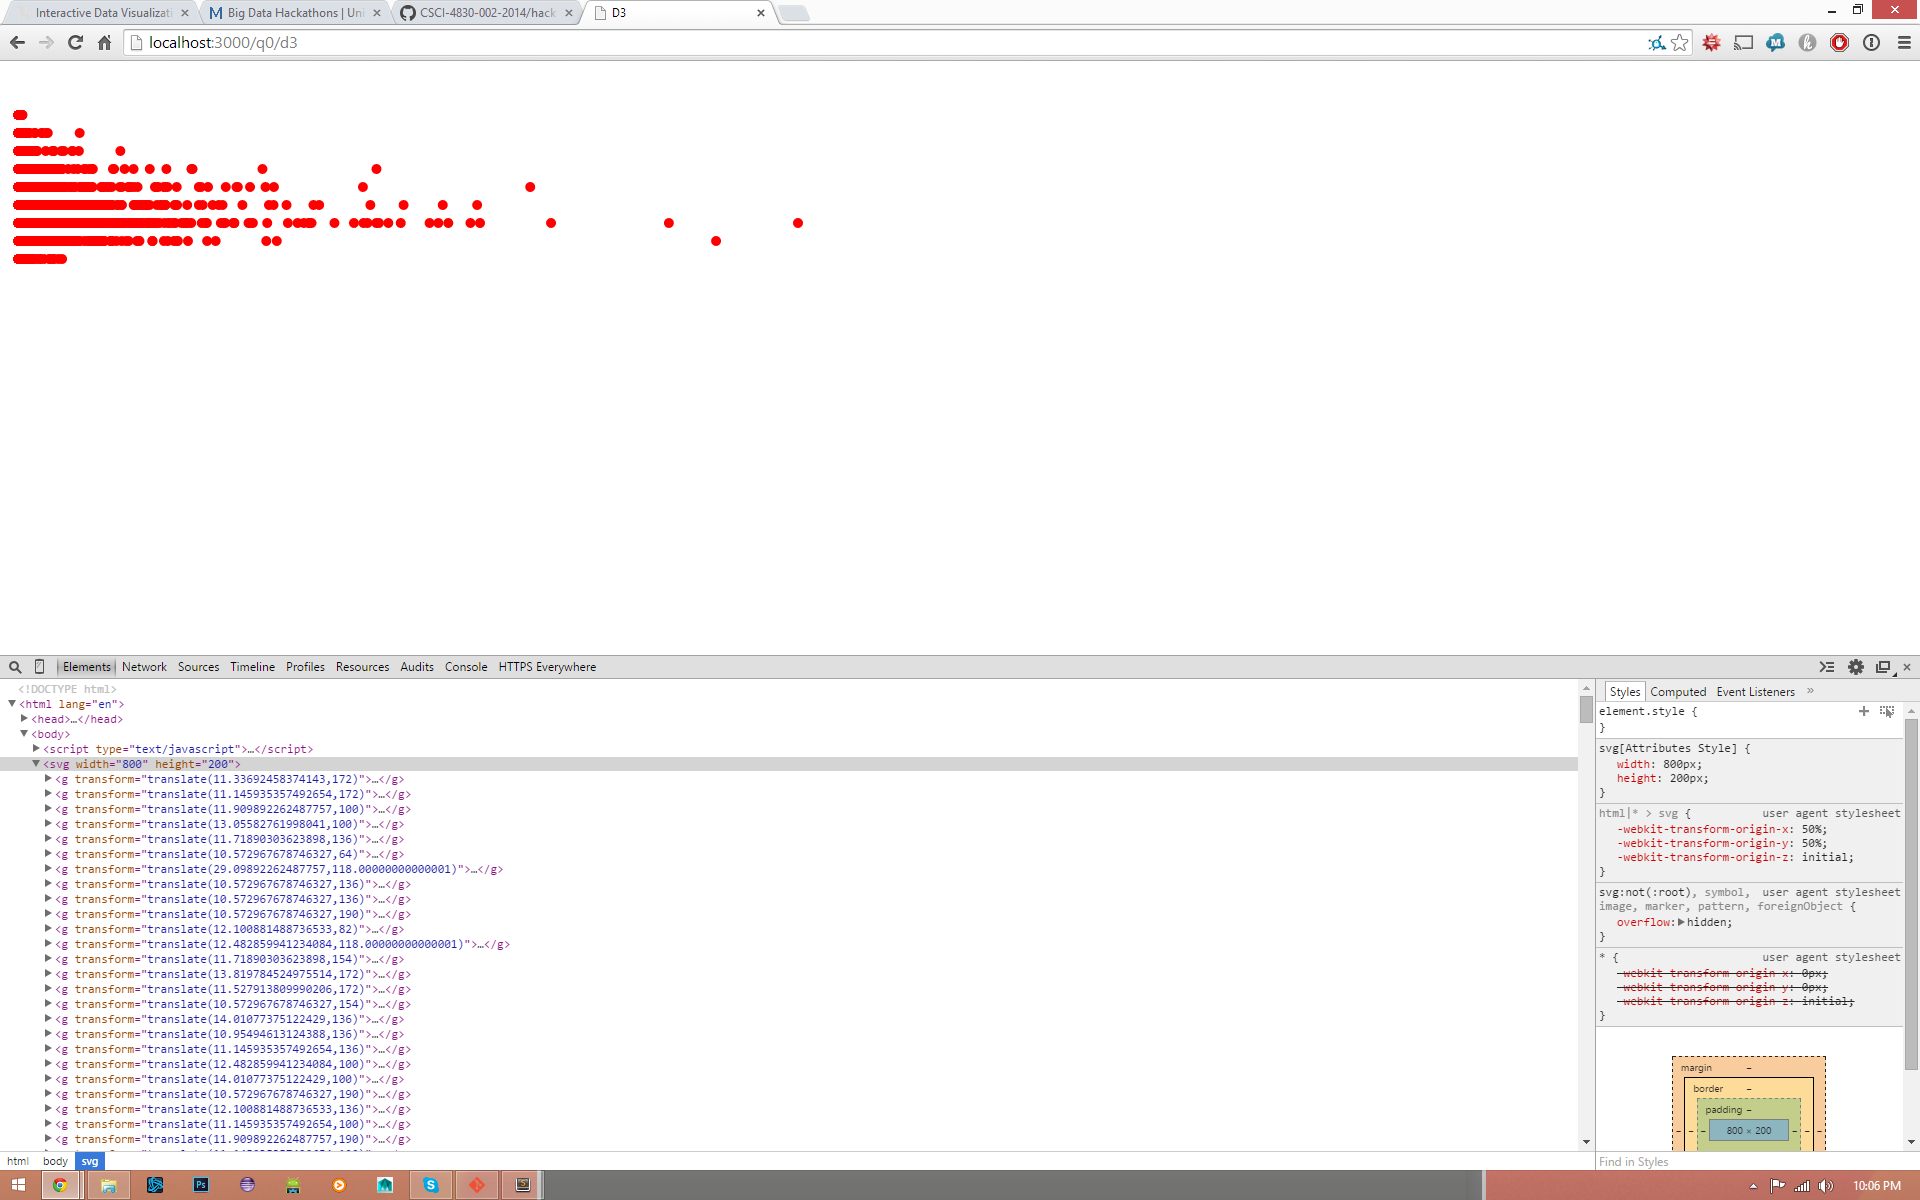 Interactive Data Visualizati
Big Data Hackathons | Uni
CSCI-4830-002-2014/hack
D3
localhost:3000/q0/d3
Elements Network Sources Timeline Profiles Resources Audits Console HTTPS Everywhere
<!DOCTYPE html>
<html lang="en">
<head>…</head>
<body>
<script type="text/javascript">…</script>
<svg width="800" height="200">
<g transform="translate(11.33692458374143,172)">…</g>
<g transform="translate(11.145935357492654,172)">…</g>
<g transform="translate(11.909892262487757,100)">…</g>
<g transform="translate(13.05582761998041,100)">…</g>
<g transform="translate(11.71890303623898,136)">…</g>
<g transform="translate(10.572967678746327,64)">…</g>
<g transform="translate(29.09892262487757,118.00000000000001)">…</g>
<g transform="translate(10.572967678746327,136)">…</g>
<g transform="translate(10.572967678746327,136)">…</g>
<g transform="translate(10.572967678746327,190)">…</g>
<g transform="translate(12.100881488736533,82)">…</g>
<g transform="translate(12.482859941234084,118.00000000000001)">…</g>
<g transform="translate(11.71890303623898,154)">…</g>
<g transform="translate(13.819784524975514,172)">…</g>
<g transform="translate(11.527913809990206,172)">…</g>
<g transform="translate(10.572967678746327,154)">…</g>
<g transform="translate(14.01077375122429,136)">…</g>
<g transform="translate(10.95494613124388,136)">…</g>
<g transform="translate(11.145935357492654,136)">…</g>
<g transform="translate(12.482859941234084,100)">…</g>
<g transform="translate(14.01077375122429,100)">…</g>
<g transform="translate(10.572967678746327,190)">…</g>
<g transform="translate(12.100881488736533,136)">…</g>
<g transform="translate(11.145935357492654,100)">…</g>
<g transform="translate(11.909892262487757,190)">…</g>
html body svg
Styles Computed Event Listeners »
element.style {
}
svg[Attributes Style] {
width: 800px;
height: 200px;
}
html|* > svg { user agent stylesheet
-webkit-transform-origin-x: 50%;
-webkit-transform-origin-y: 50%;
-webkit-transform-origin-z: initial;
}
svg:not(:root), symbol, user agent stylesheet
image, marker, pattern, foreignObject {
overflow: hidden;
}
* { user agent stylesheet
-webkit-transform-origin-x: 0px;
-webkit-transform-origin-y: 0px;
-webkit-transform-origin-z: initial;
}
margin –
border –
padding –
– – – 800 × 200 – – –
Find in Styles
10:06 PM